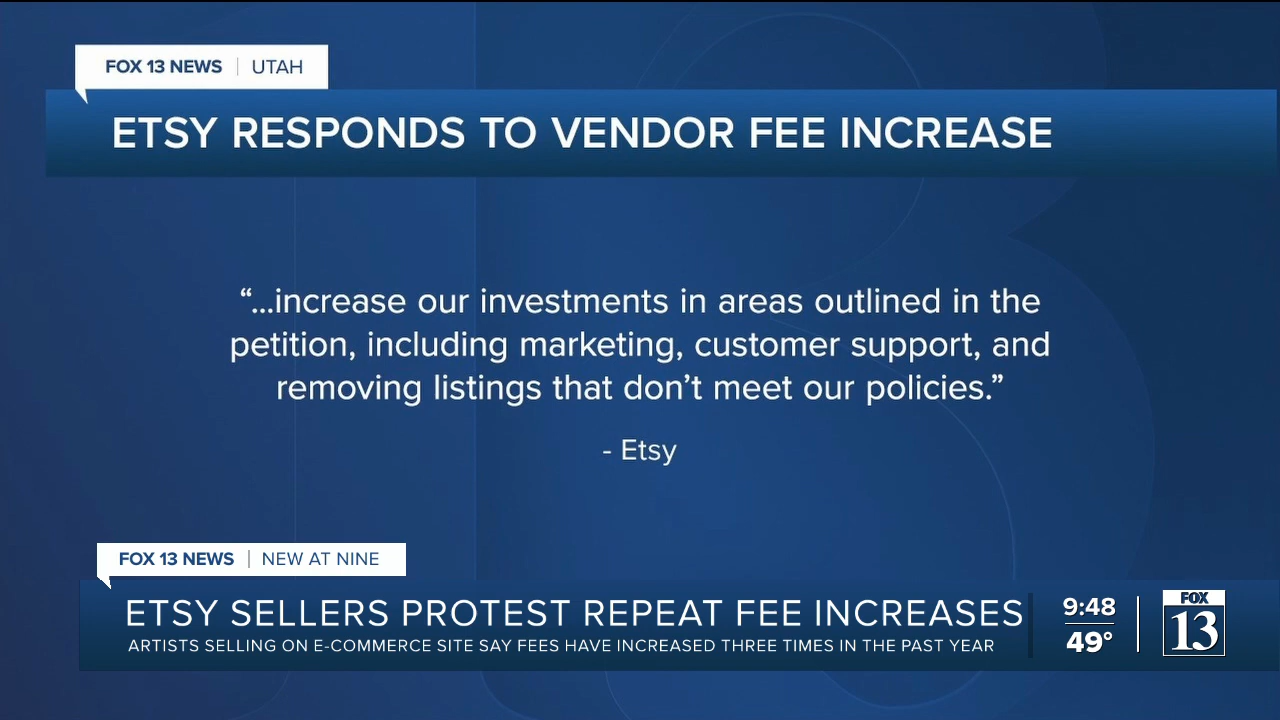 FOX 13 NEWS | UTAH
ETSY RESPONDS TO VENDOR FEE INCREASE
“...increase our investments in areas outlined in the
petition, including marketing, customer support, and
removing listings that don’t meet our policies.”
- Etsy
FOX 13 NEWS | NEW AT NINE
ETSY SELLERS PROTEST REPEAT FEE INCREASES
ARTISTS SELLING ON E-COMMERCE SITE SAY FEES HAVE INCREASED THREE TIMES IN THE PAST YEAR
9:48
49°
FOX
13